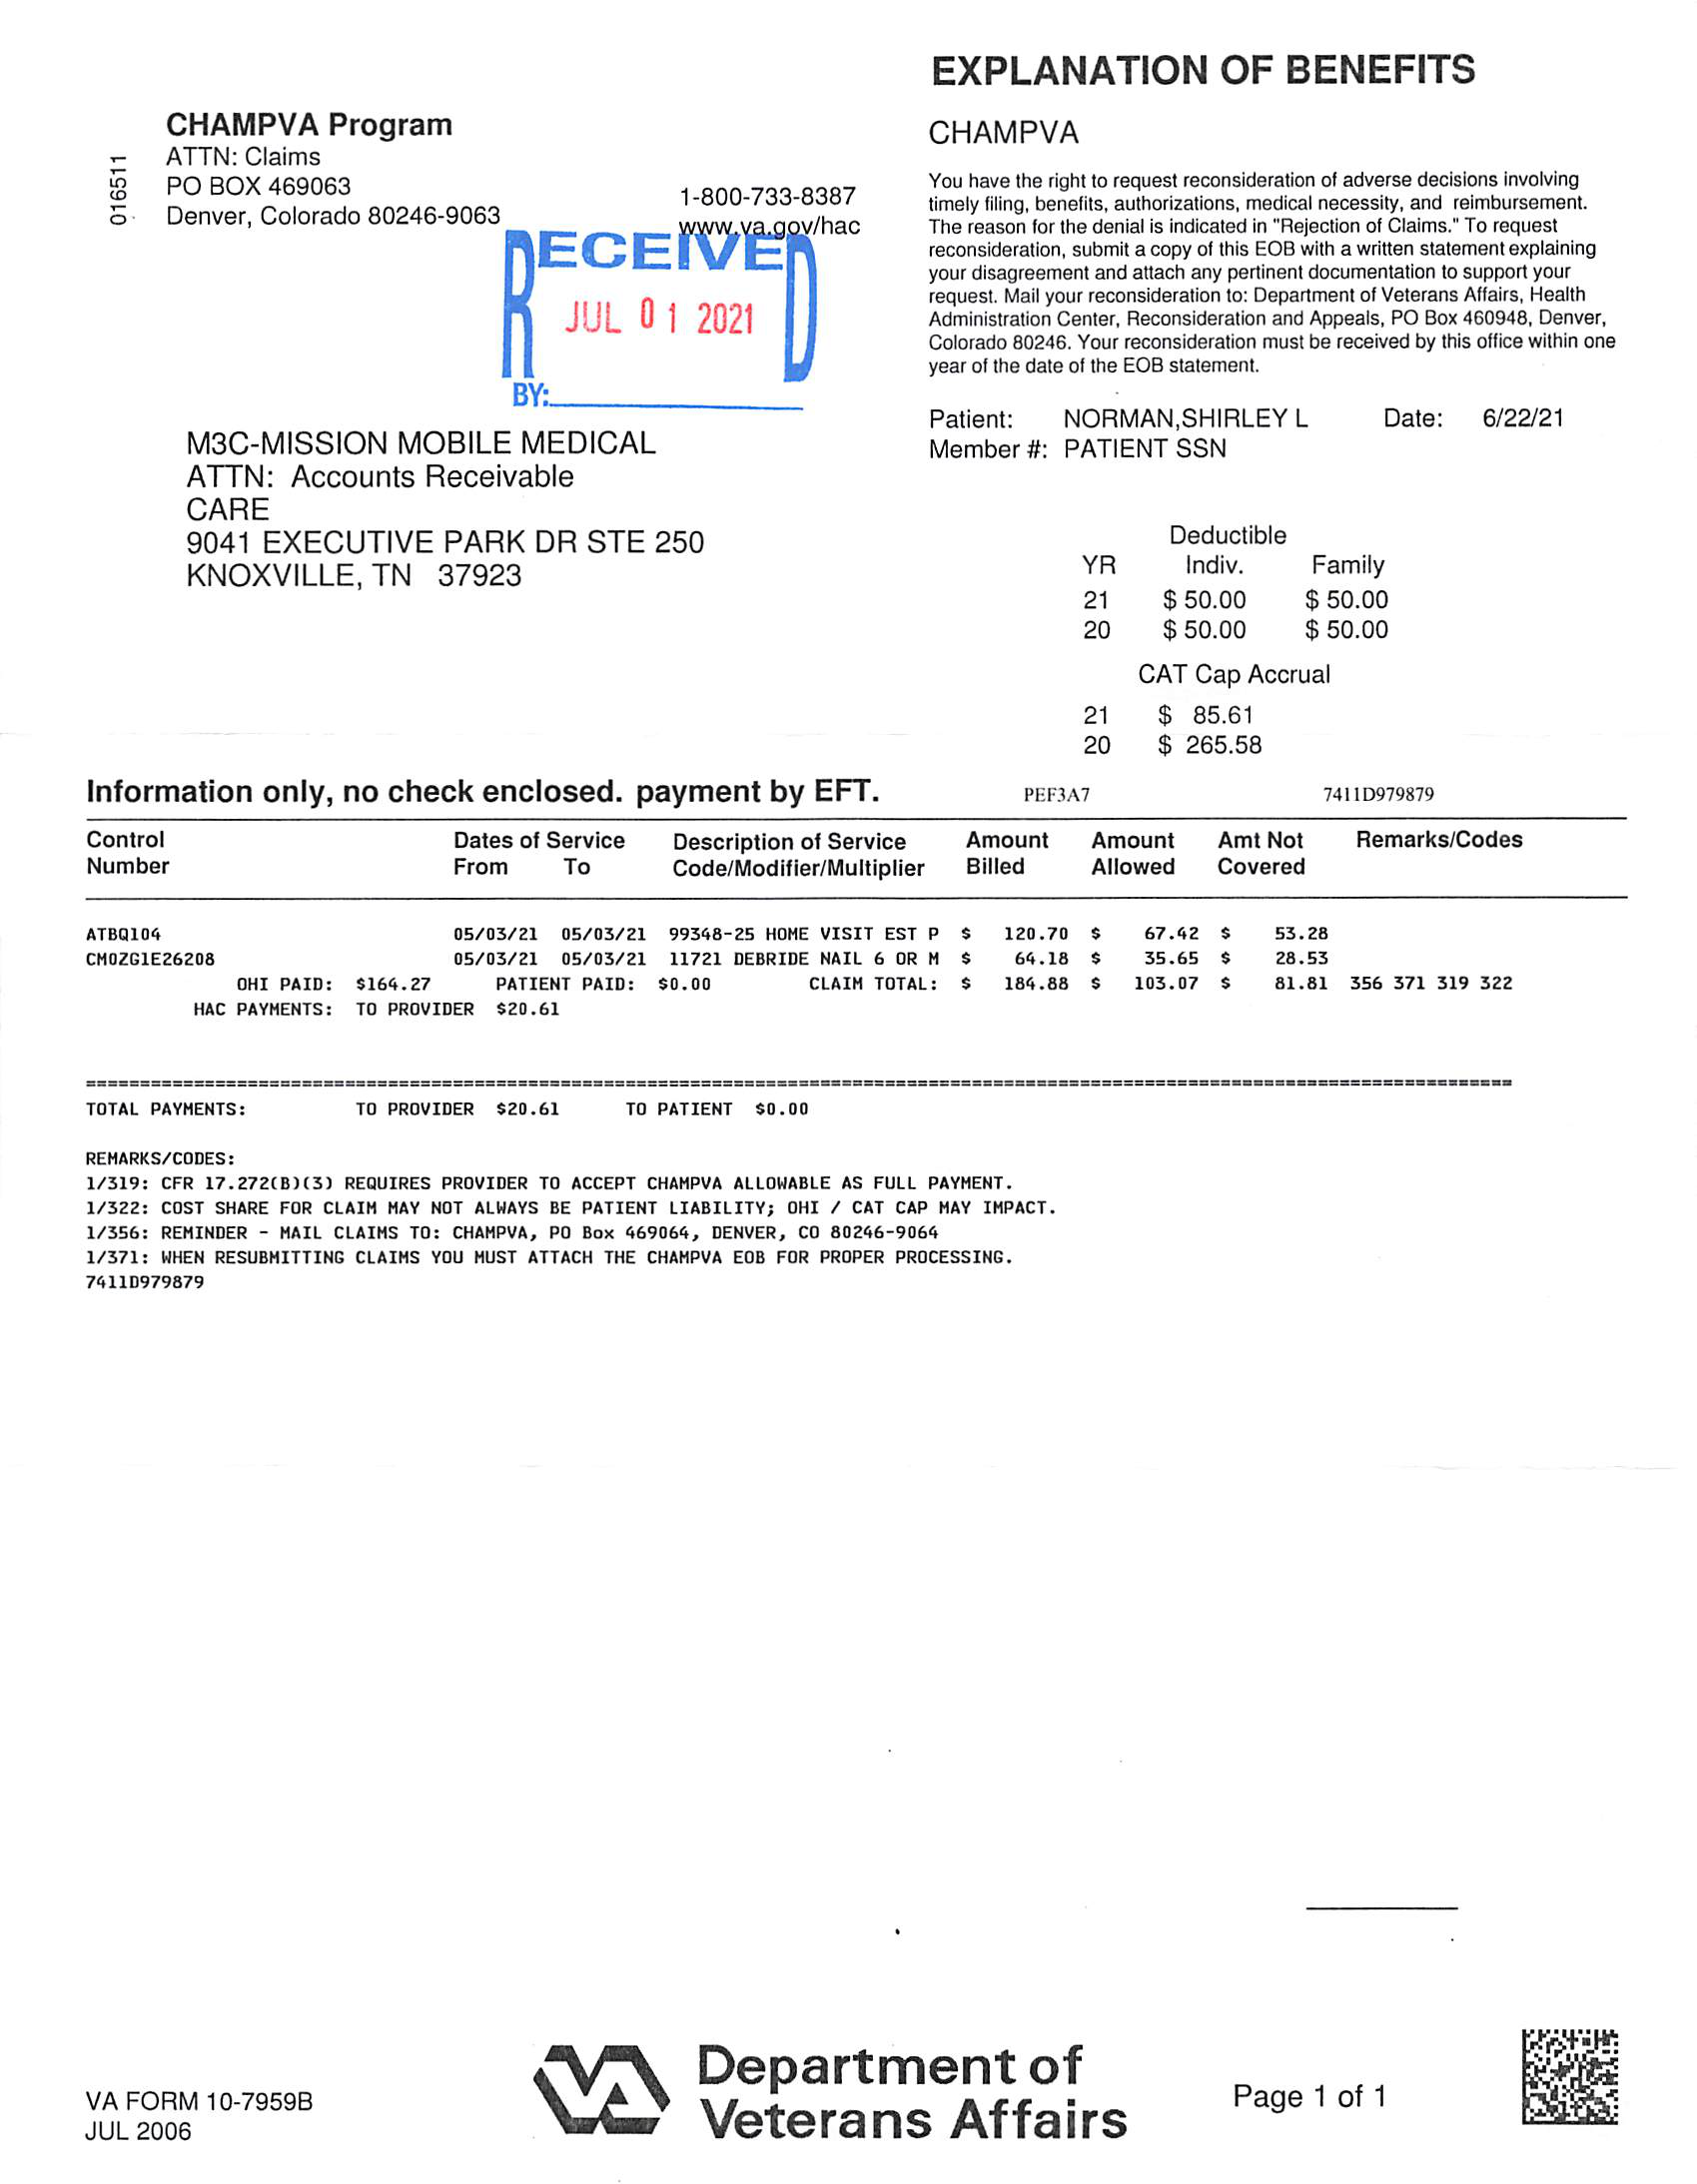 EXPLANATION OF BENEFITS
CHAMPVA Program
ATTN: Claims
PO BOX 469063
Denver, Colorado 80246-9063
016511
1-800-733-8387
www.va.gov/hac
RECEIVED
JUL 01 2021
BY:
CHAMPVA
You have the right to request reconsideration of adverse decisions involving
timely filing, benefits, authorizations, medical necessity, and reimbursement.
The reason for the denial is indicated in "Rejection of Claims." To request
reconsideration, submit a copy of this EOB with a written statement explaining
your disagreement and attach any pertinent documentation to support your
request. Mail your reconsideration to: Department of Veterans Affairs, Health
Administration Center, Reconsideration and Appeals, PO Box 460948, Denver,
Colorado 80246. Your reconsideration must be received by this office within one
year of the date of the EOB statement.
Patient: NORMAN,SHIRLEY L Date: 6/22/21
Member #: PATIENT SSN
M3C-MISSION MOBILE MEDICAL
ATTN: Accounts Receivable
CARE
9041 EXECUTIVE PARK DR STE 250
KNOXVILLE, TN 37923
Deductible
YR Indiv. Family
21 $ 50.00 $ 50.00
20 $ 50.00 $ 50.00
CAT Cap Accrual
21 $ 85.61
20 $ 265.58
Information only, no check enclosed. payment by EFT. PEF3A7 7411D979879
Control Dates of Service Description of Service Amount Amount Amt Not Remarks/Codes
Number From To Code/Modifier/Multiplier Billed Allowed Covered
ATBQ104 05/03/21 05/03/21 99348-25 HOME VISIT EST P $ 120.70 $ 67.42 $ 53.28
CM0ZG1E26208 05/03/21 05/03/21 11721 DEBRIDE NAIL 6 OR M $ 64.18 $ 35.65 $ 28.53
OHI PAID: $164.27 PATIENT PAID: $0.00 CLAIM TOTAL: $ 184.88 $ 103.07 $ 81.81 356 371 319 322
HAC PAYMENTS: TO PROVIDER $20.61
TOTAL PAYMENTS: TO PROVIDER $20.61 TO PATIENT $0.00
REMARKS/CODES:
1/319: CFR 17.272(B)(3) REQUIRES PROVIDER TO ACCEPT CHAMPVA ALLOWABLE AS FULL PAYMENT.
1/322: COST SHARE FOR CLAIM MAY NOT ALWAYS BE PATIENT LIABILITY; OHI / CAT CAP MAY IMPACT.
1/356: REMINDER - MAIL CLAIMS TO: CHAMPVA, PO Box 469064, DENVER, CO 80246-9064
1/371: WHEN RESUBMITTING CLAIMS YOU MUST ATTACH THE CHAMPVA EOB FOR PROPER PROCESSING.
7411D979879
VA FORM 10-7959B
JUL 2006
VA
Department of
Veterans Affairs
Page 1 of 1